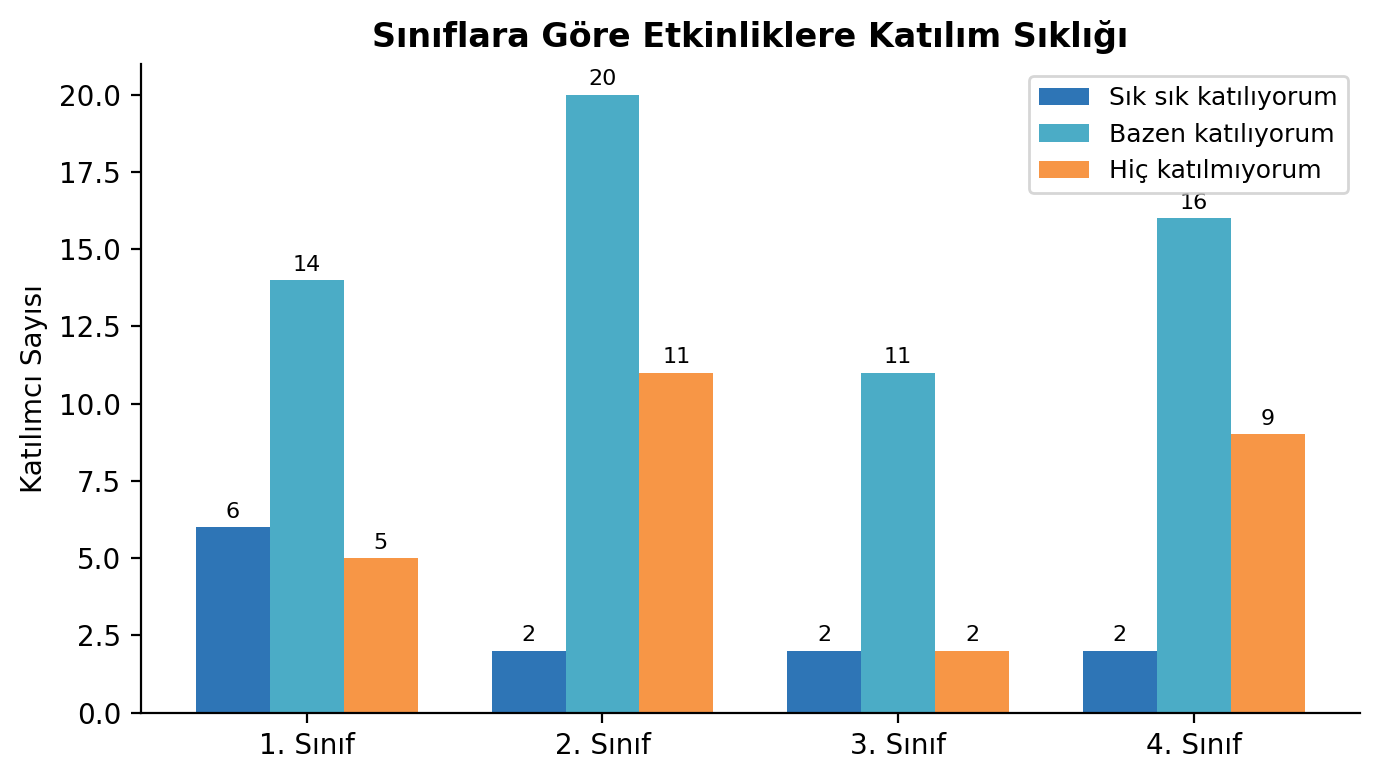 Sınıflara Göre Etkinliklere Katılım Sıklığı
Sık sık katılıyorum
Bazen katılıyorum
Hiç katılmıyorum
Katılımcı Sayısı
20.0
17.5
15.0
12.5
10.0
7.5
5.0
2.5
0.0
6
14
5
2
20
11
2
11
2
2
16
9
1. Sınıf
2. Sınıf
3. Sınıf
4. Sınıf